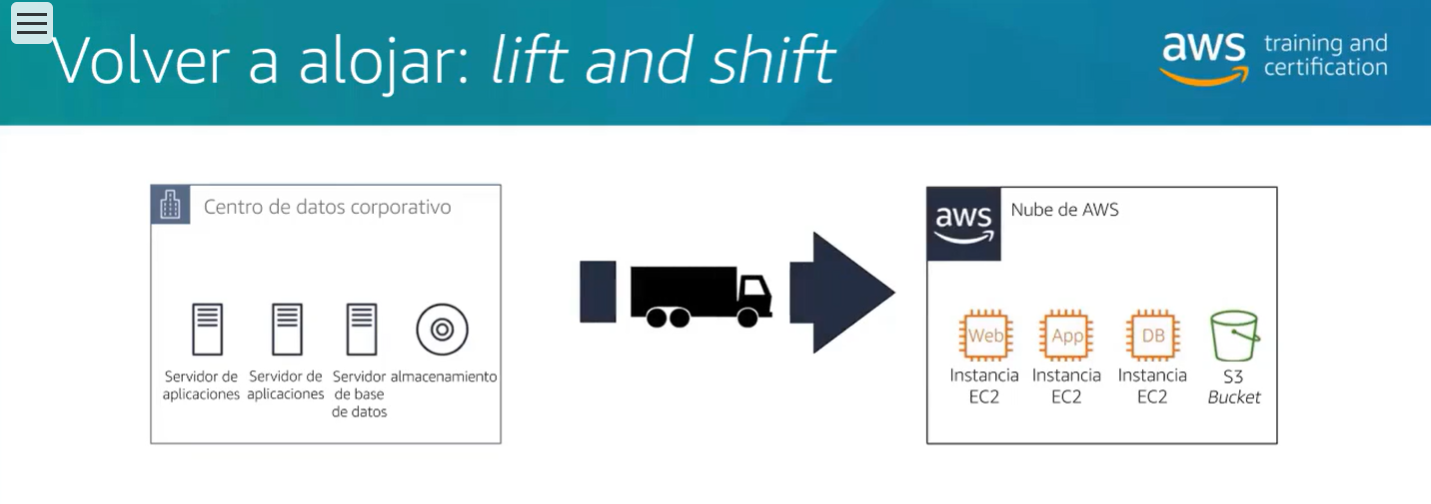 Volver a alojar: lift and shift
aws training and
certification
Centro de datos corporativo
Servidor de
aplicaciones
Servidor de
aplicaciones
Servidor
de base
de datos
almacenamiento
aws
Nube de AWS
Web
Instancia
EC2
App
Instancia
EC2
DB
Instancia
EC2
S3
Bucket